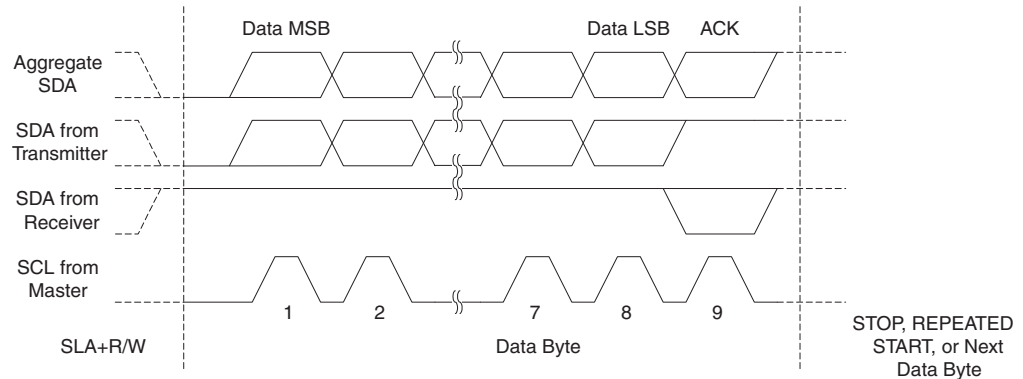 Data MSB
Data LSB
ACK
Aggregate
SDA
SDA from
Transmitter
SDA from
Receiver
SCL from
Master
1
2
7
8
9
SLA+R/W
Data Byte
STOP, REPEATED
START, or Next
Data Byte